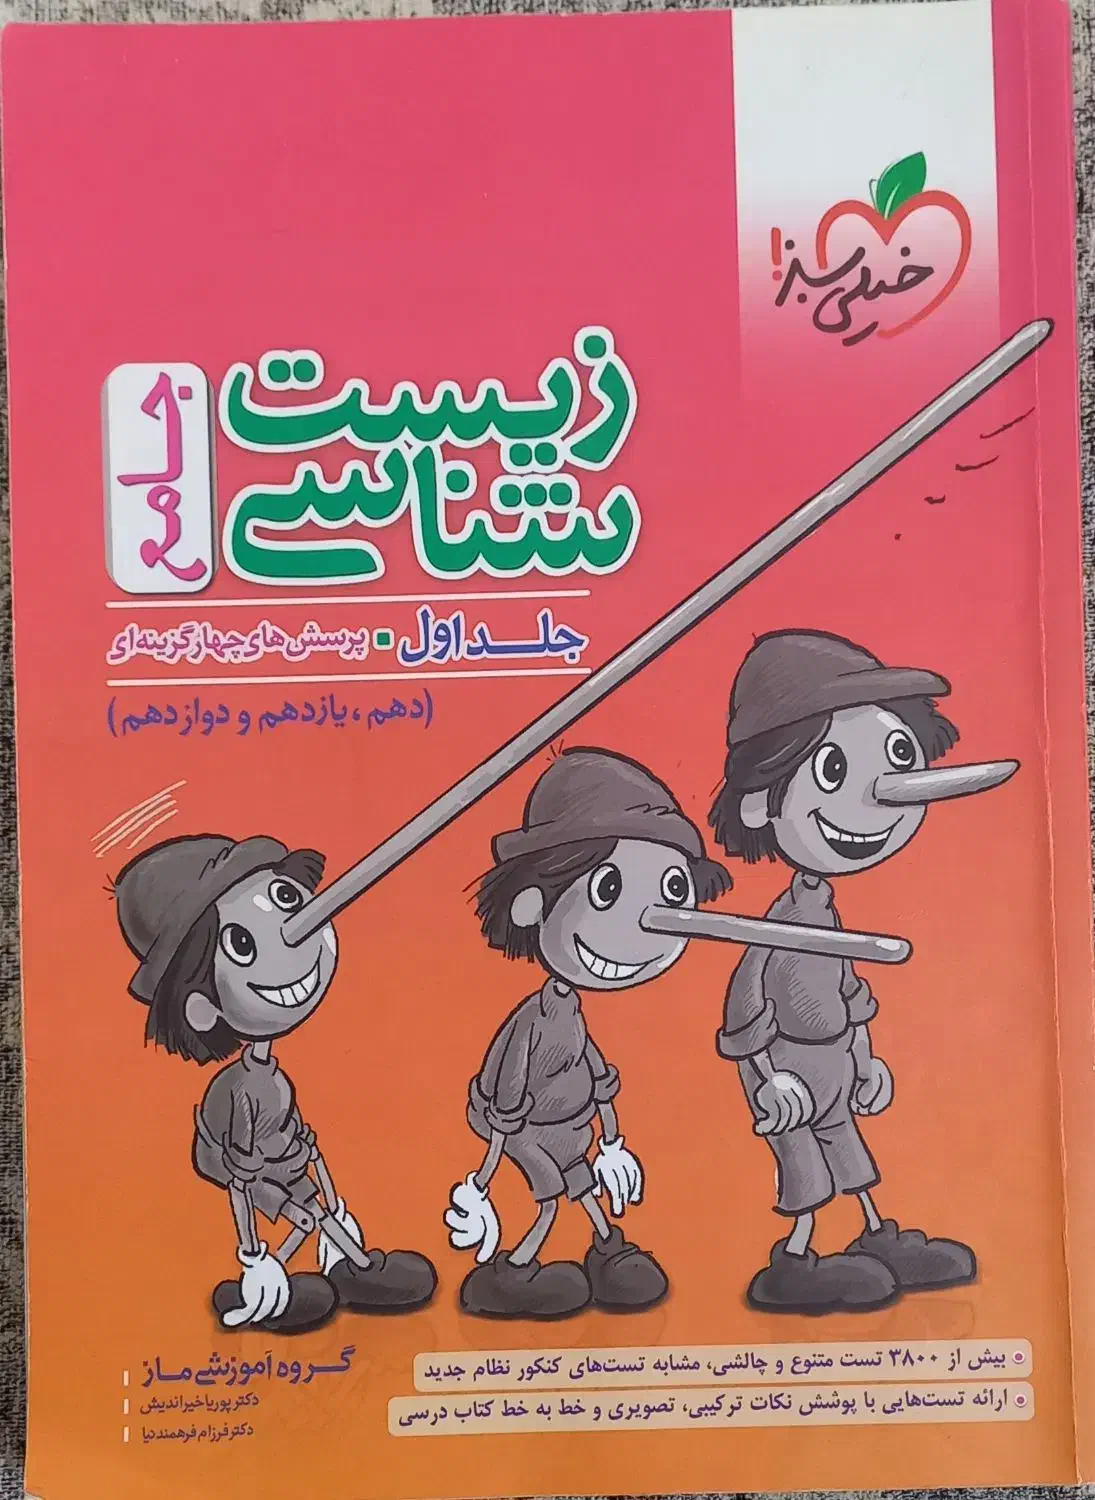 خیلی سبز!
زیست
شناسی
جامع
جلد اول • پرسش‌های چهارگزینه‌ای
(دهم، یازدهم و دوازدهم)
• بیش از ۳۸۰۰ تست متنوع و چالشی، مشابه تست‌های کنکور نظام جدید
• ارائه تست‌هایی با پوشش نکات ترکیبی، تصویری و خط به خط کتاب درسی
گروه آموزشی ماز
دکتر پوریا خیراندیش
دکتر فرزام فرهمندنیا